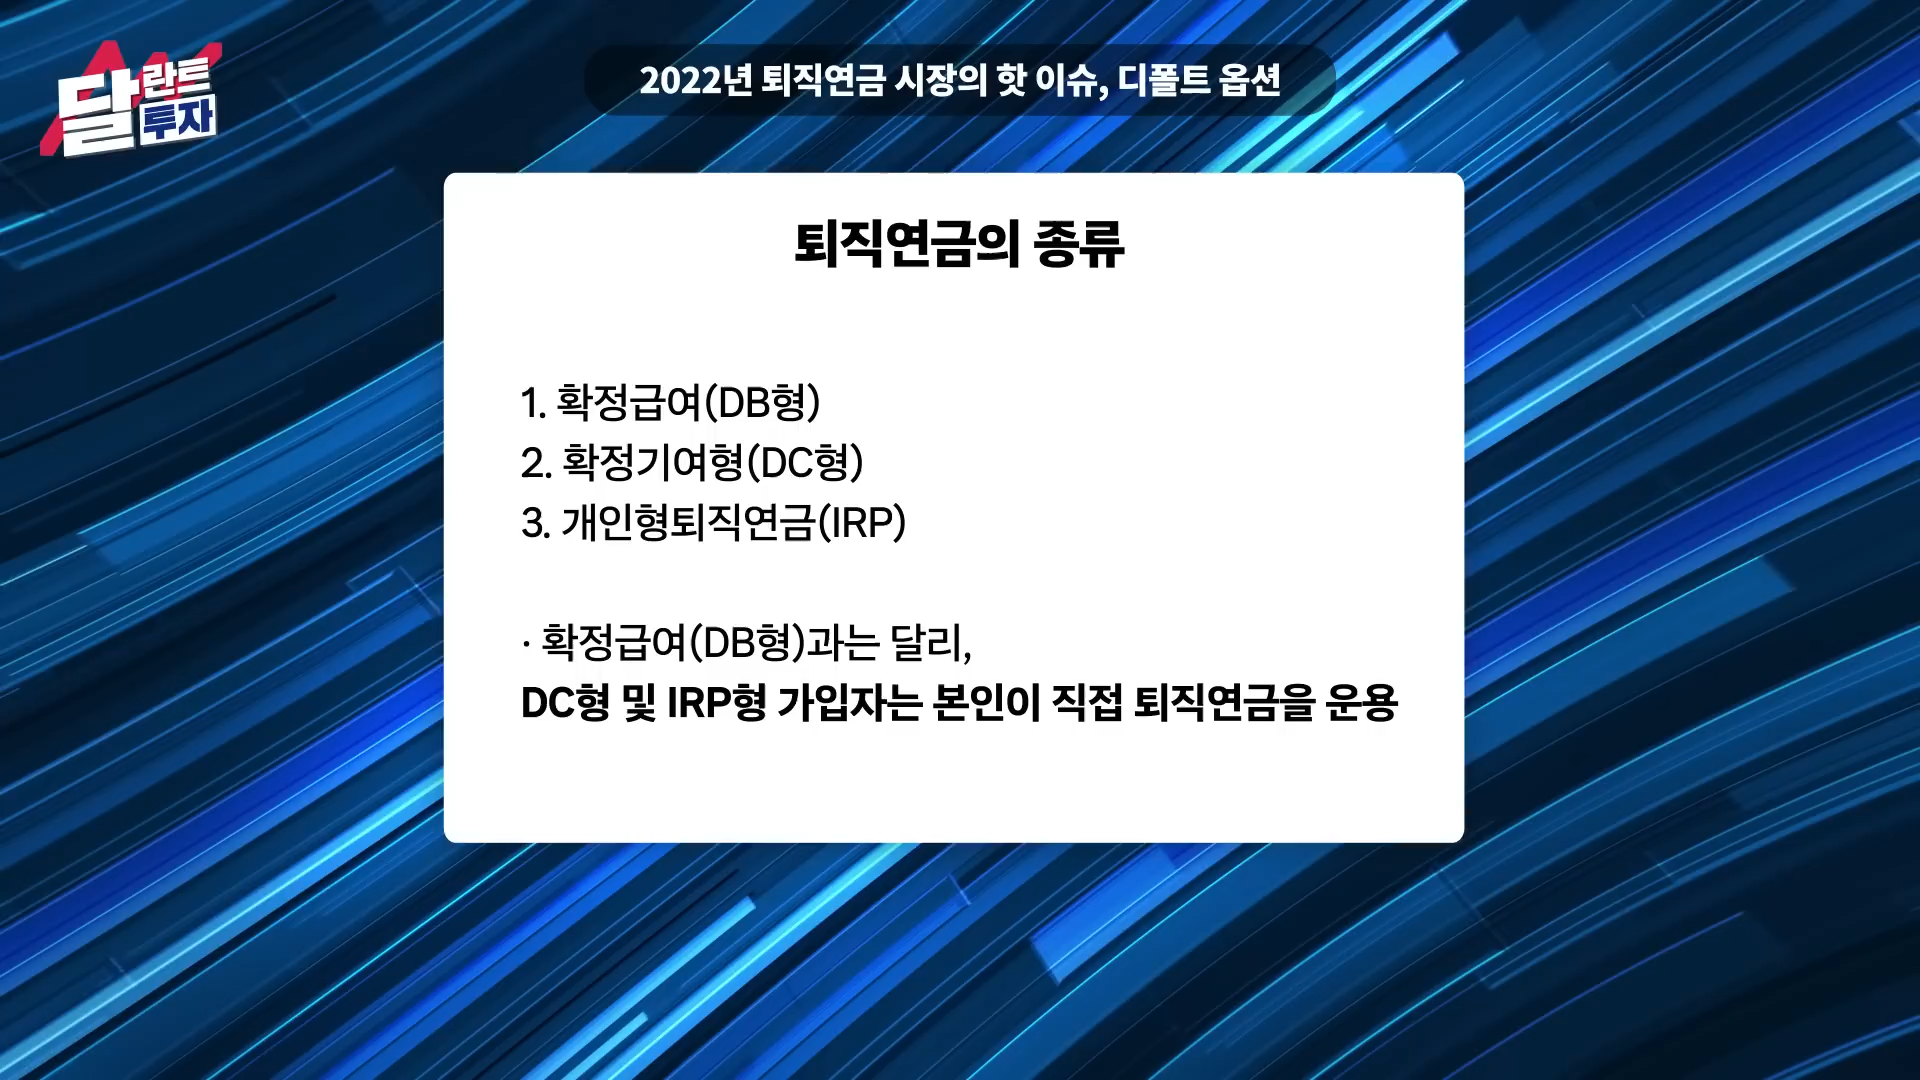 달란트
투자
2022년 퇴직연금 시장의 핫 이슈, 디폴트 옵션
퇴직연금의 종류
1. 확정급여(DB형)
2. 확정기여형(DC형)
3. 개인형퇴직연금(IRP)
· 확정급여(DB형)과는 달리,
DC형 및 IRP형 가입자는 본인이 직접 퇴직연금을 운용